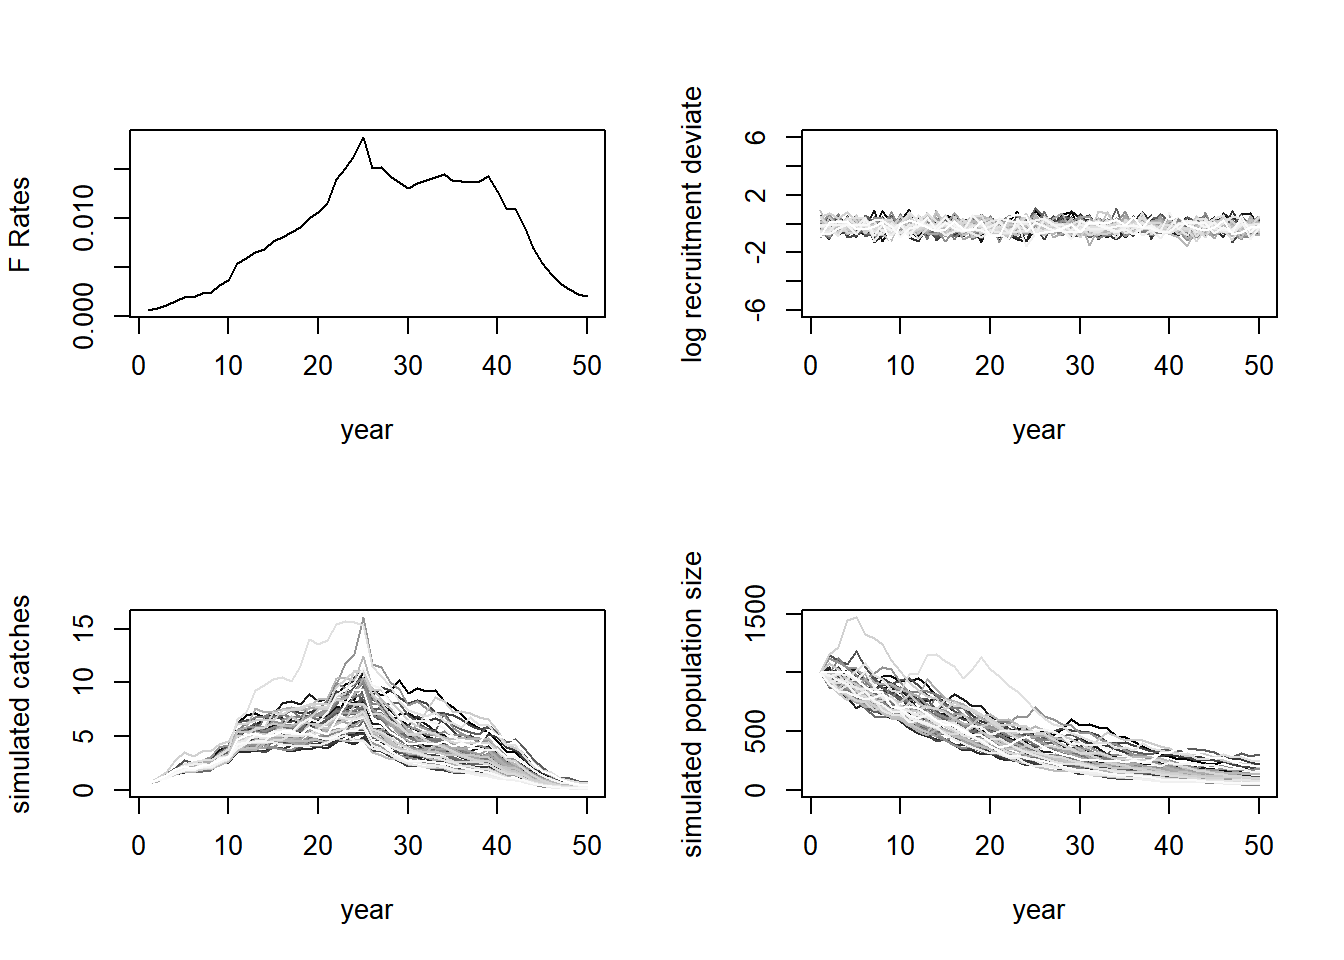 F Rates
0.000 0.010
0 10 20 30 40 50
year
log recruitment deviate
-6 -2 2 6
0 10 20 30 40 50
year
simulated catches
0 5 10 15
0 10 20 30 40 50
year
simulated population size
0 500 1500
0 10 20 30 40 50
year